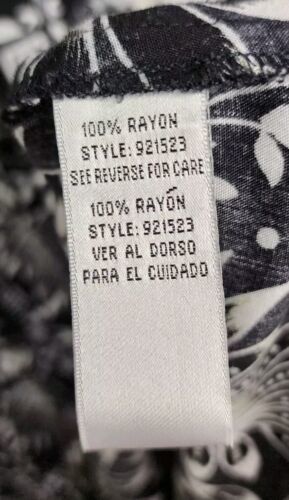 100% RAYON
STYLE: 921523
SEE REVERSE FOR CARE
100% RAYÓN
STYLE: 921523
VER AL DORSO
PARA EL CUIDADO